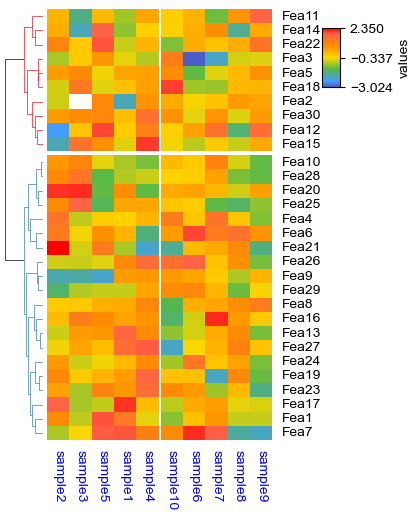 Fea11
Fea14
Fea22
Fea3
Fea5
Fea18
Fea2
Fea30
Fea12
Fea15
Fea10
Fea28
Fea20
Fea25
Fea4
Fea6
Fea21
Fea26
Fea9
Fea29
Fea8
Fea16
Fea13
Fea27
Fea24
Fea19
Fea23
Fea17
Fea1
Fea7
2.350
-0.337
-3.024
values
sample2
sample3
sample5
sample1
sample4
sample10
sample6
sample7
sample8
sample9